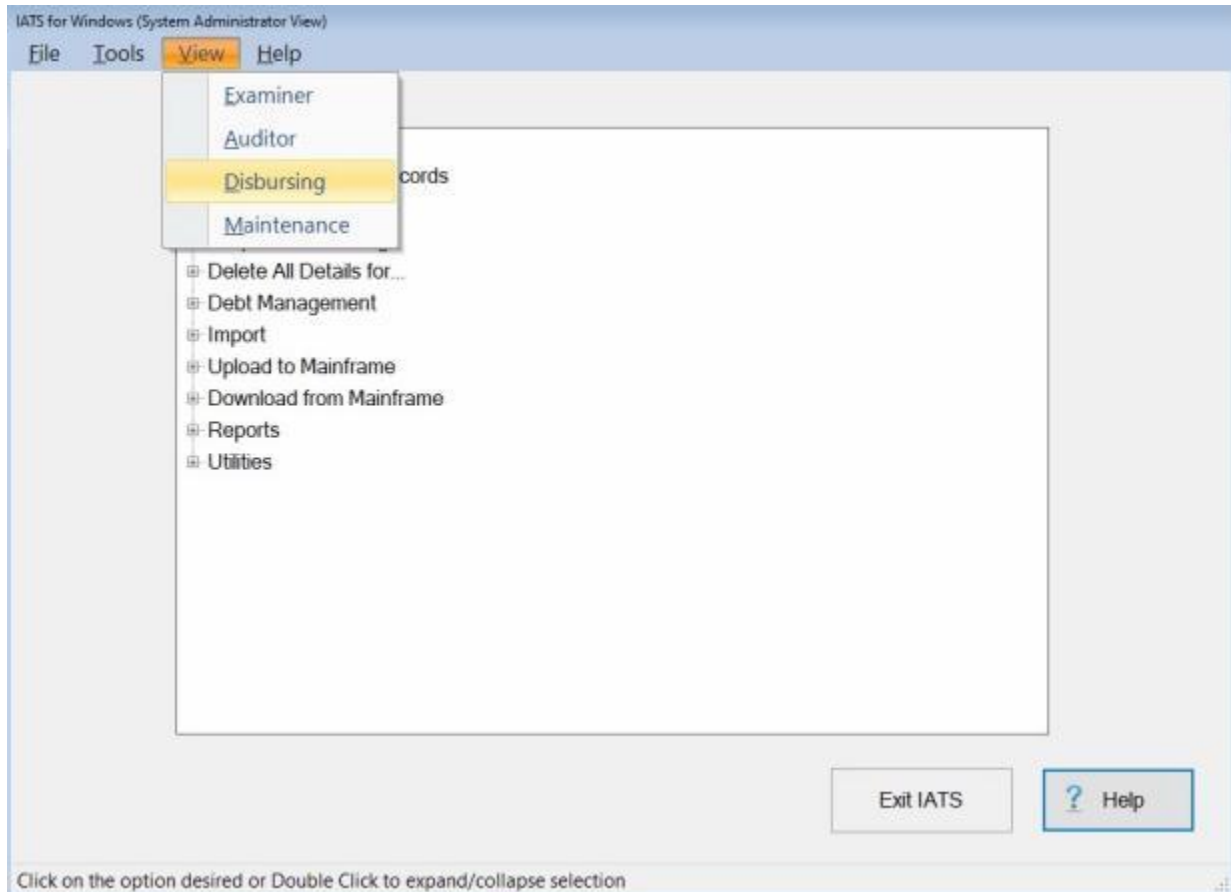 IATS for Windows (System Administrator View)
File Tools View Help
Examiner
Auditor
Disbursing
cords
Maintenance
Delete All Details for...
Debt Management
Import
Upload to Mainframe
Download from Mainframe
Reports
Utilities
Exit IATS
? Help
Click on the option desired or Double Click to expand/collapse selection